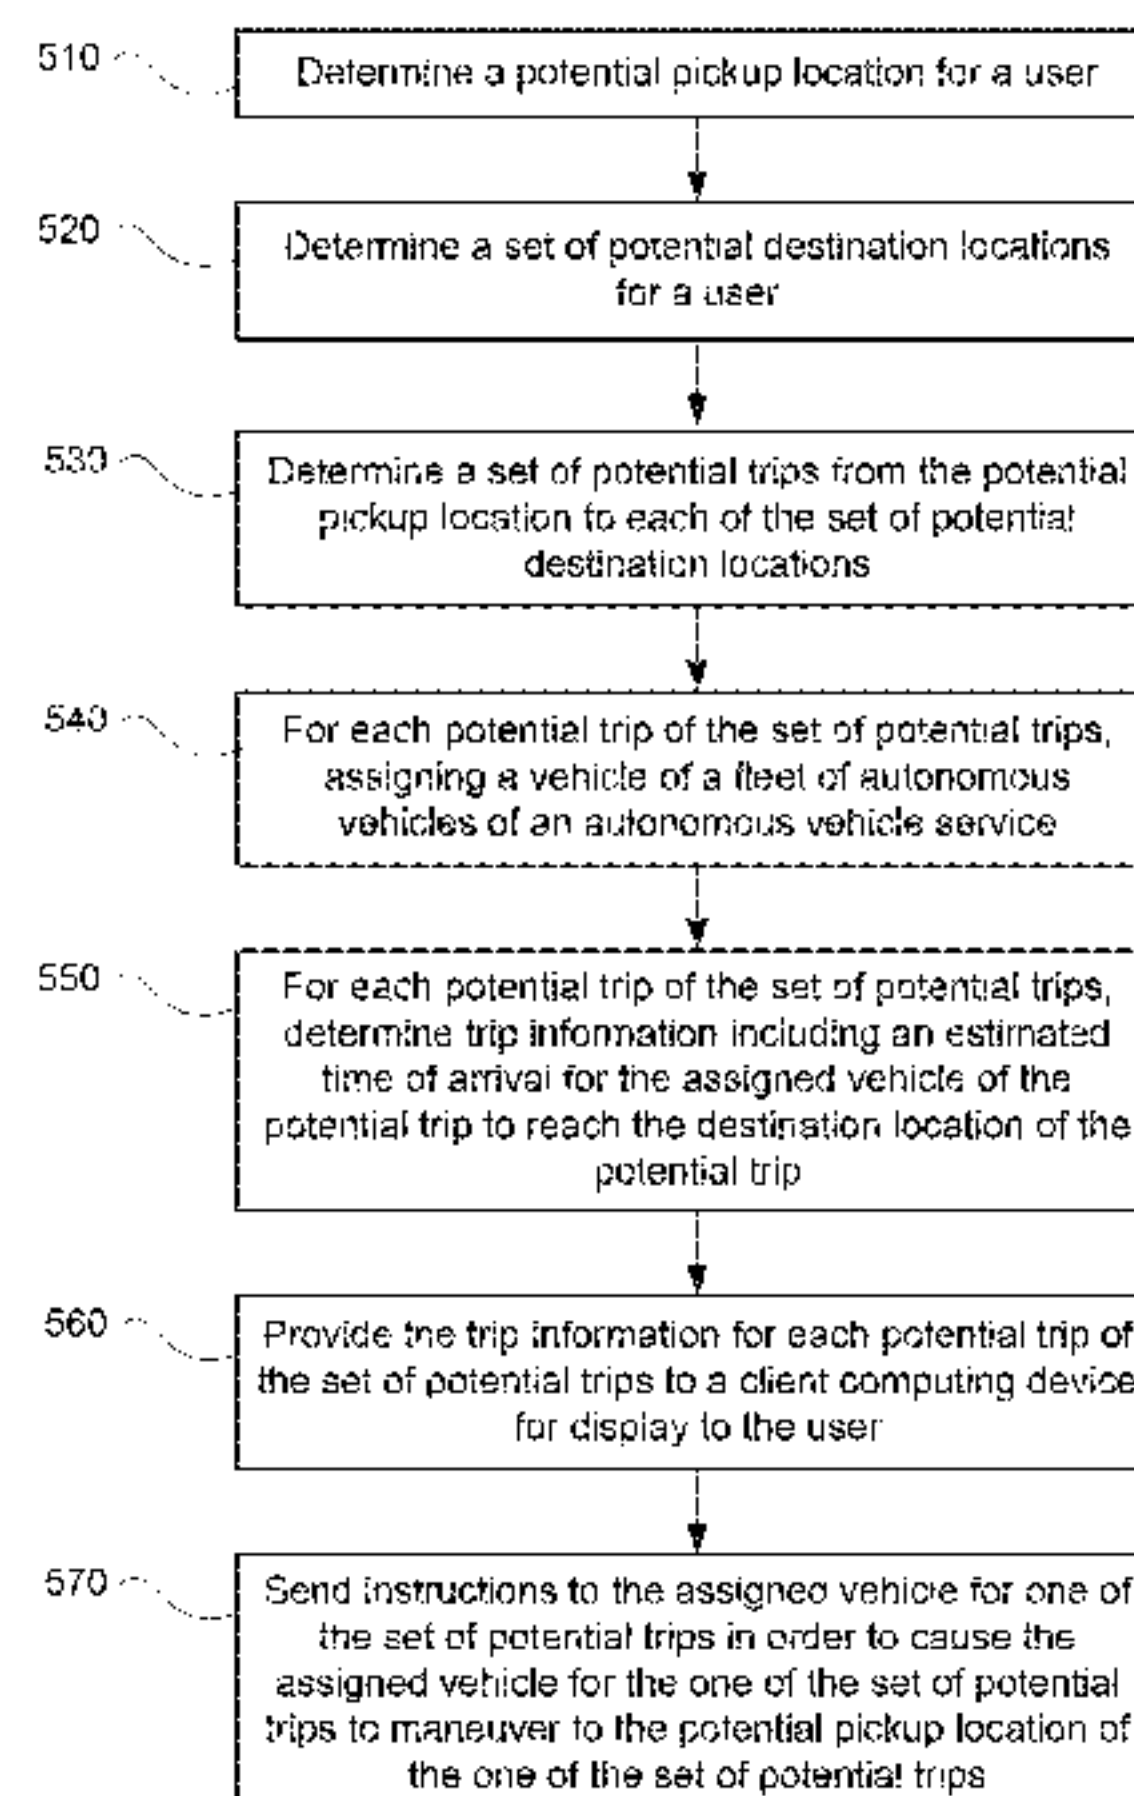 510
Determine a potential pickup location for a user
520
Determine a set of potential destination locations
for a user
530
Determine a set of potential trips from the potential
pickup location to each of the set of potential
destination locations
540
For each potential trip of the set of potential trips,
assigning a vehicle of a fleet of autonomous
vehicles of an autonomous vehicle service
550
For each potential trip of the set of potential trips,
determine trip information including an estimated
time of arrival for the assigned vehicle of the
potential trip to reach the destination location of the
potential trip
560
Provide the trip information for each potential trip of
the set of potential trips to a client computing device
for display to the user
570
Send instructions to the assigned vehicle for one of
the set of potential trips in order to cause the
assigned vehicle for the one of the set of potential
trips to maneuver to the potential pickup location of
the one of the set of potential trips